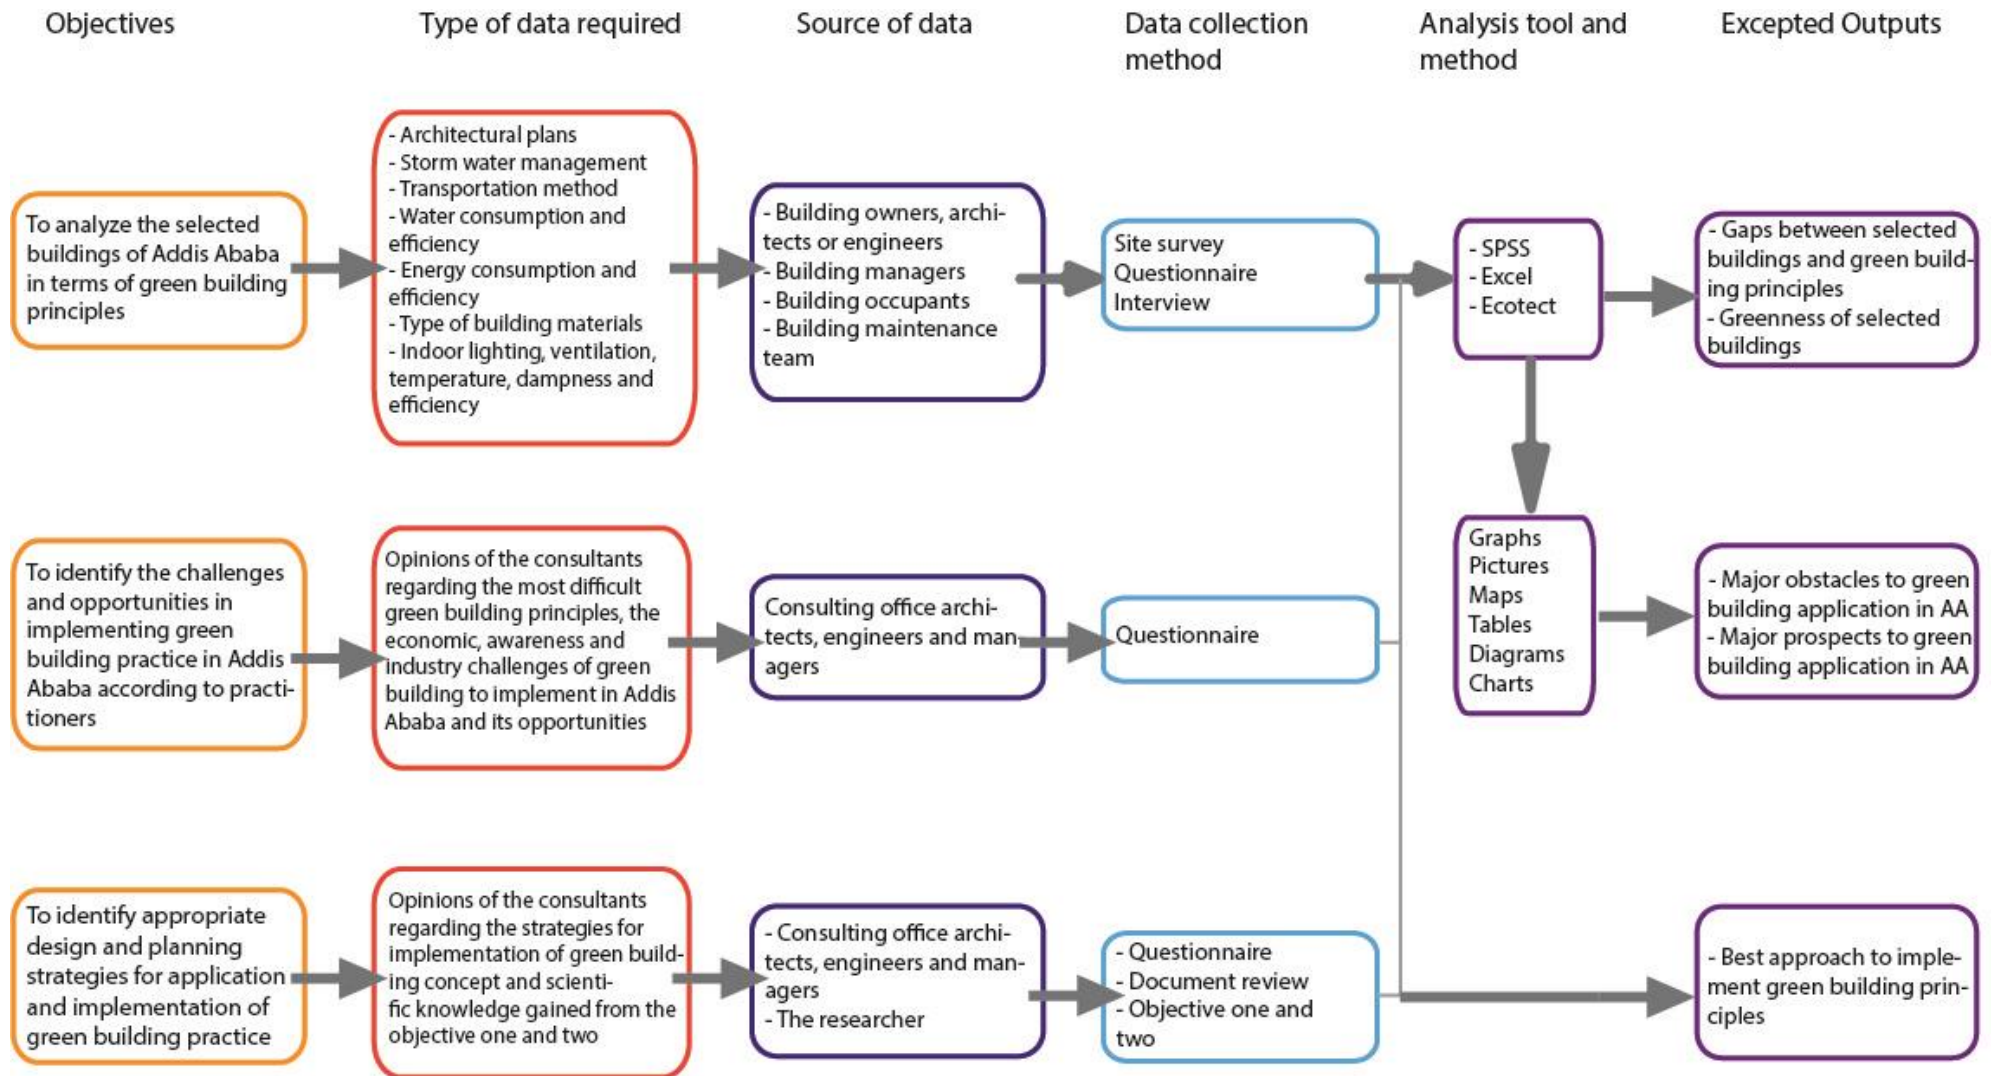 Objectives
Type of data required
Source of data
Data collection
method
Analysis tool and
method
Excepted Outputs
To analyze the selected
buildings of Addis Ababa
in terms of green building
principles
- Architectural plans
- Storm water management
- Transportation method
- Water consumption and
efficiency
- Energy consumption and
efficiency
- Type of building materials
- Indoor lighting, ventilation,
temperature, dampness and
efficiency
- Building owners, archi-
tects or engineers
- Building managers
- Building occupants
- Building maintenance
team
Site survey
Questionnaire
Interview
- SPSS
- Excel
- Ecotect
- Gaps between selected
buildings and green build-
ing principles
- Greenness of selected
buildings
To identify the challenges
and opportunities in
implementing green
building practice in Addis
Ababa according to practi-
tioners
Opinions of the consultants
regarding the most difficult
green building principles, the
economic, awareness and
industry challenges of green
building to implement in Addis
Ababa and its opportunities
Consulting office archi-
tects, engineers and man-
agers
Questionnaire
Graphs
Pictures
Maps
Tables
Diagrams
Charts
- Major obstacles to green
building application in AA
- Major prospects to green
building application in AA
To identify appropriate
design and planning
strategies for application
and implementation of
green building practice
Opinions of the consultants
regarding the strategies for
implementation of green build-
ing concept and scienti-
fic knowledge gained from the
objective one and two
- Consulting office archi-
tects, engineers and man-
agers
- The researcher
- Questionnaire
- Document review
- Objective one and
two
- Best approach to imple-
ment green building prin-
ciples